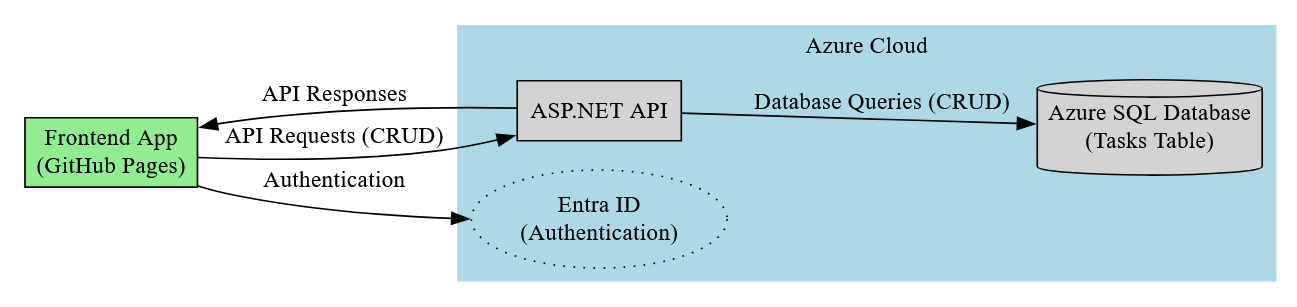 Azure Cloud
API Responses
ASP.NET API
Database Queries (CRUD)
Azure SQL Database
(Tasks Table)
Frontend App
(GitHub Pages)
API Requests (CRUD)
Authentication
Entra ID
(Authentication)